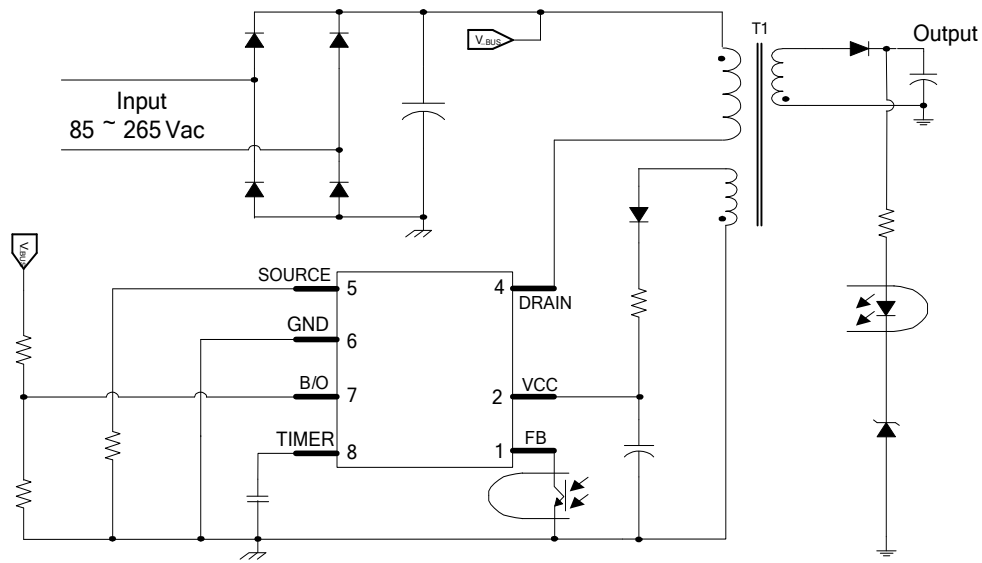 T1
Output
V_BUS
Input
85 ~ 265 Vac
V_BUS
SOURCE
5
4
DRAIN
GND
6
B/O
7
2
VCC
TIMER
8
1
FB